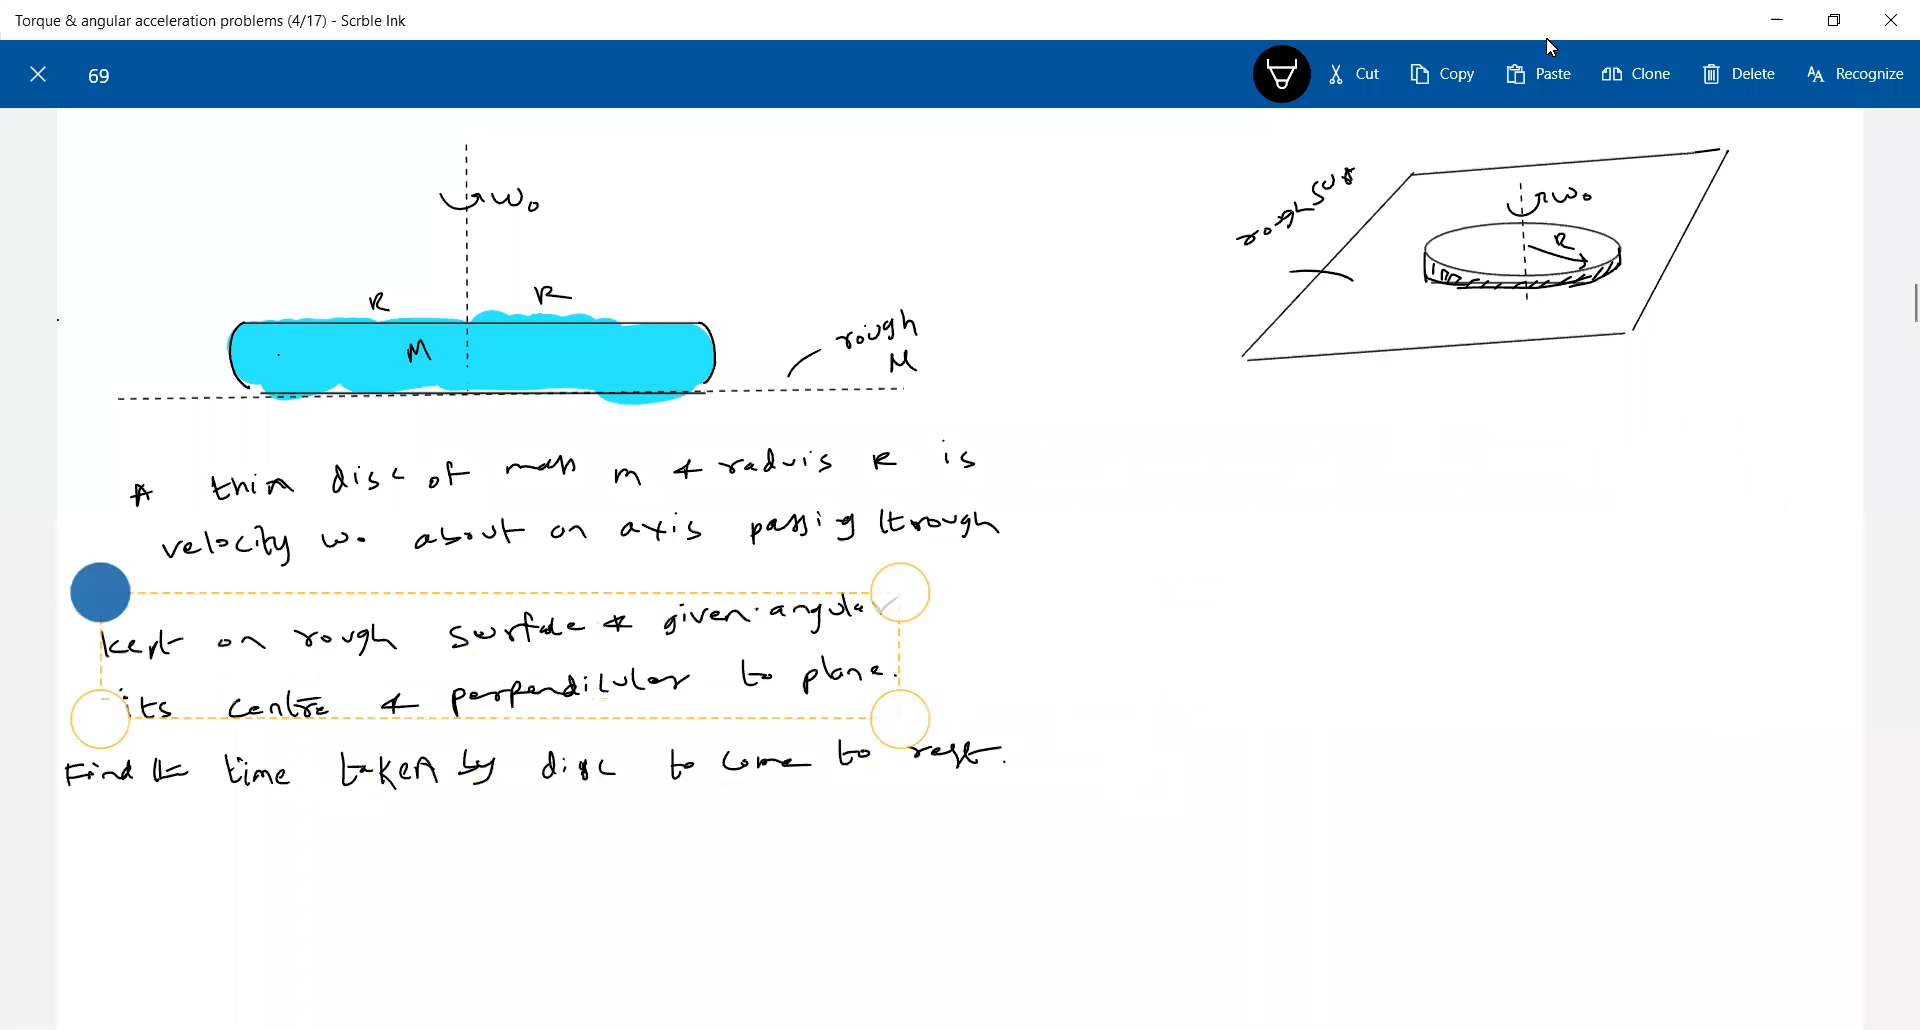 Torque & angular acceleration problems (4/17) - Scrble Ink
69
Cut Copy Paste Clone Delete Recognize
ω₀
R R
M
rough
μ
rough sur
ω₀
R
A thin disc of mass m & radius R is
velocity ω₀ about an axis passing through
kept on rough surface & given angular
its centre & perpendicular to plane.
Find the time taken by disc to come to rest.